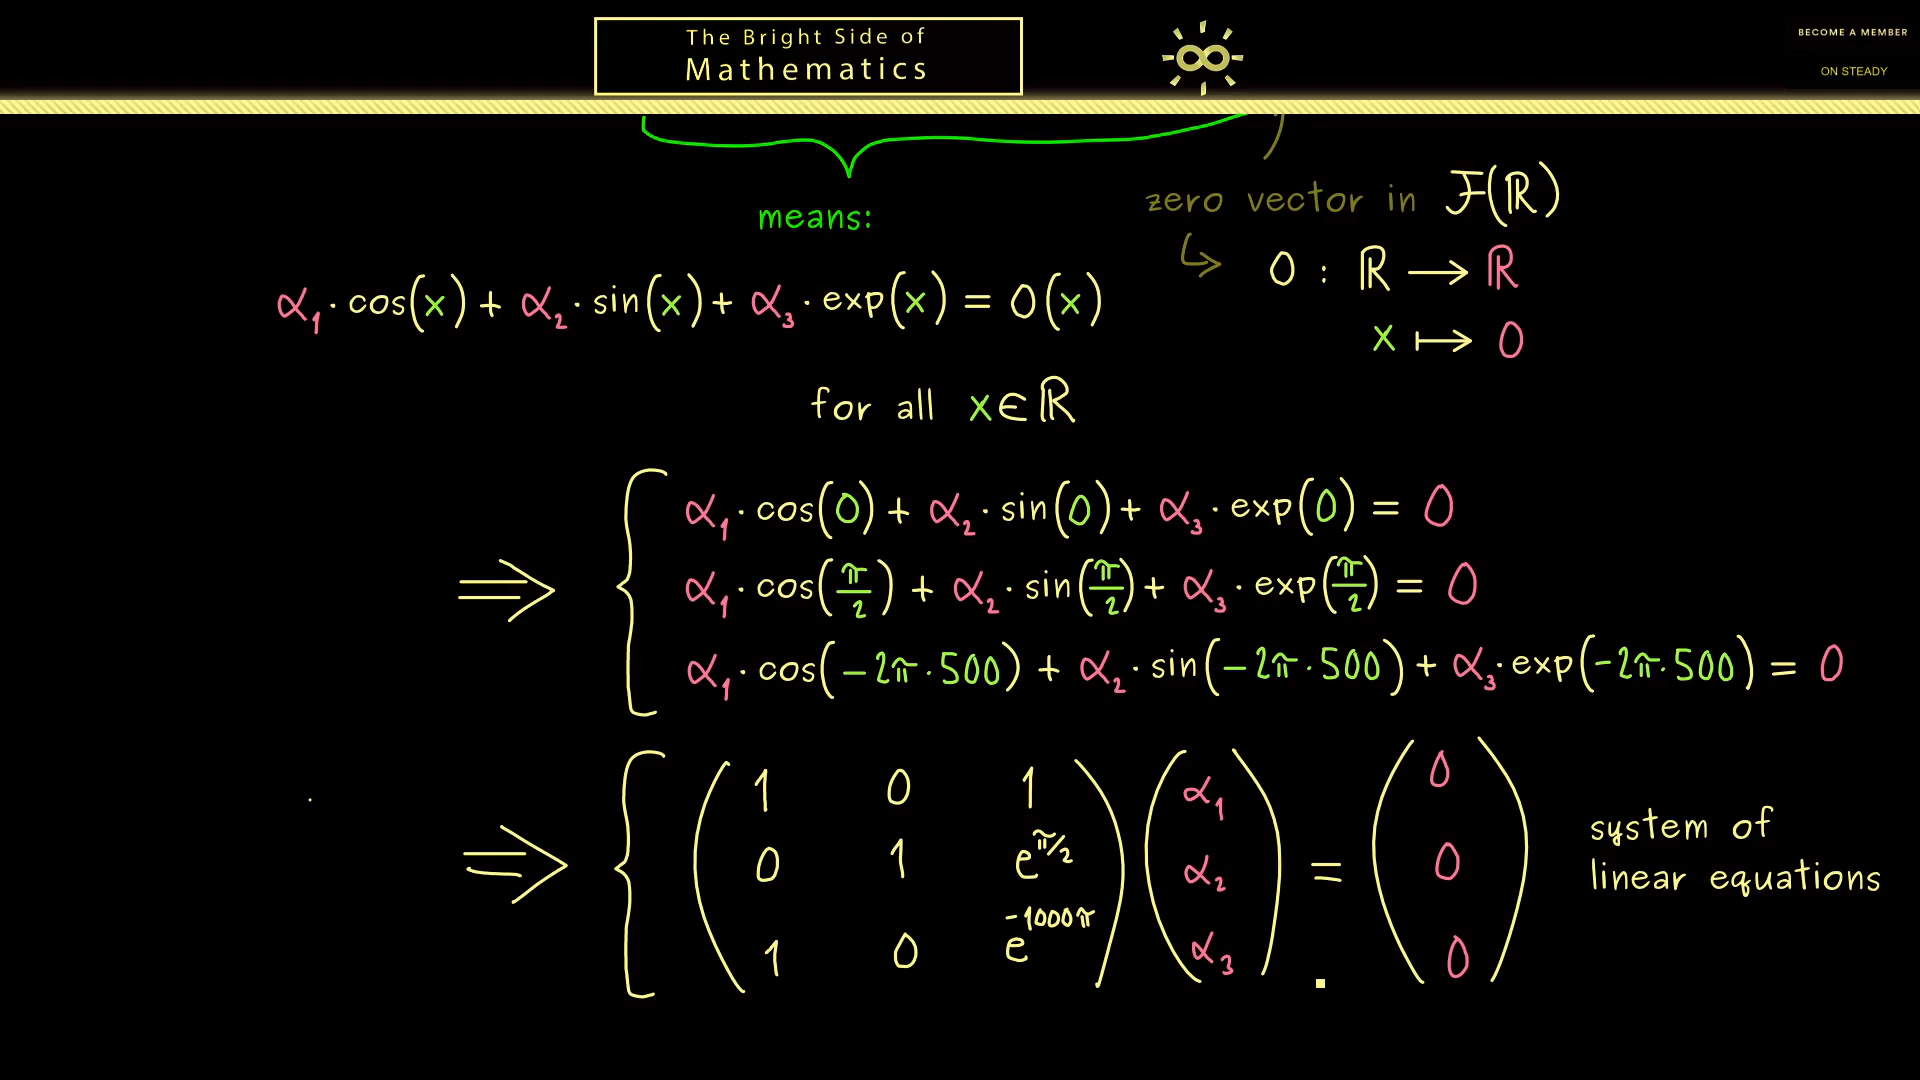 The Bright Side of
Mathematics
BECOME A MEMBER
ON STEADY
means:
zero vector in ℱ(ℝ)
0 : ℝ ⟶ ℝ
x ⟼ 0
α₁ · cos(x) + α₂ · sin(x) + α₃ · exp(x) = 0(x)
for all x ∈ ℝ
⟹ { α₁ · cos(0) + α₂ · sin(0) + α₃ · exp(0) = 0
α₁ · cos(π/2) + α₂ · sin(π/2) + α₃ · exp(π/2) = 0
α₁ · cos(−2π · 500) + α₂ · sin(−2π · 500) + α₃ · exp(−2π · 500) = 0
1 0 1 α₁ 0
⟹ { 0 1 e^(π/2) α₂ = 0
1 0 e^(−1000π) α₃ 0
system of
linear equations